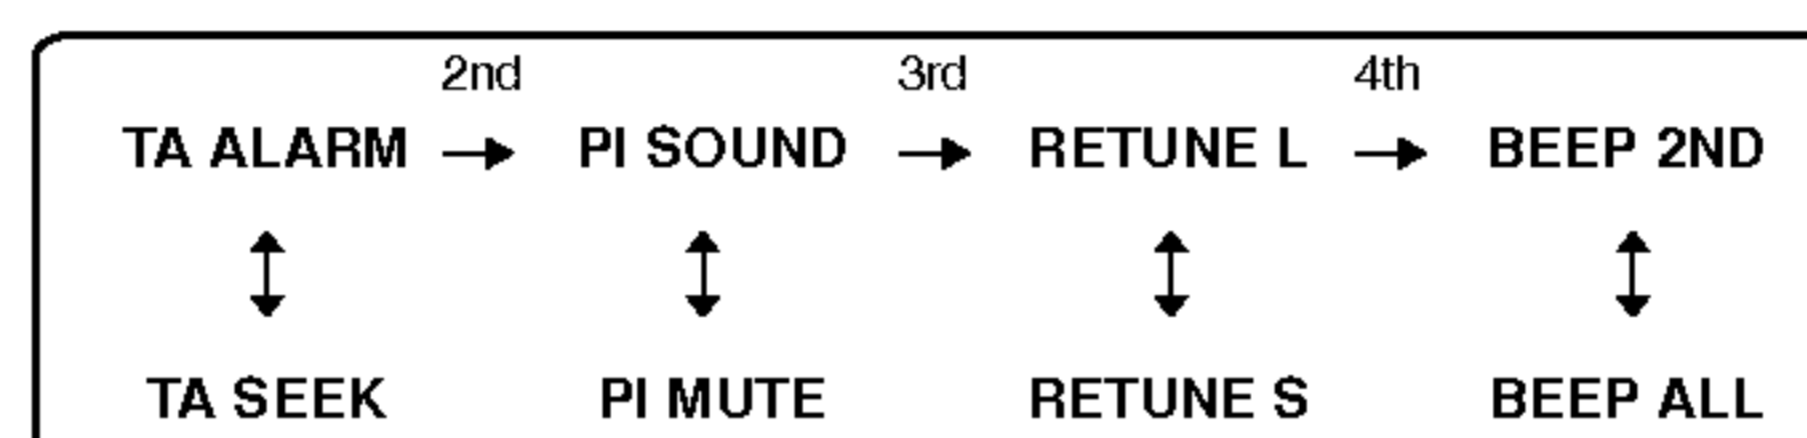 2nd 3rd 4th
TA ALARM → PI SOUND → RETUNE L → BEEP 2ND
TA SEEK PI MUTE RETUNE S BEEP ALL